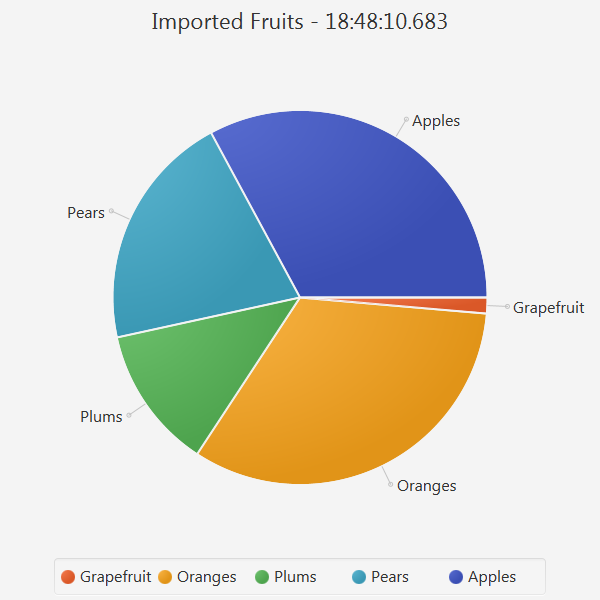 Imported Fruits - 18:48:10.683
Apples
Pears
Grapefruit
Plums
Oranges
Grapefruit Oranges Plums Pears Apples